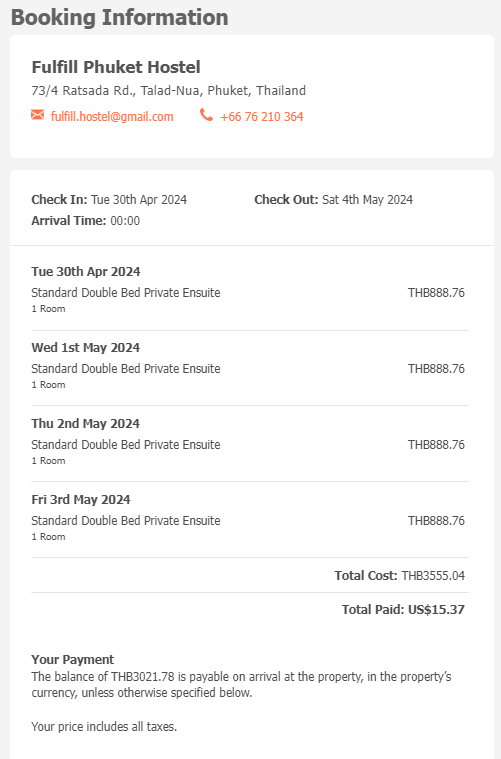 Booking Information
Fulfill Phuket Hostel
73/4 Ratsada Rd., Talad-Nua, Phuket, Thailand
fulfill.hostel@gmail.com +66 76 210 364
Check In: Tue 30th Apr 2024 Check Out: Sat 4th May 2024
Arrival Time: 00:00
Tue 30th Apr 2024
Standard Double Bed Private Ensuite THB888.76
1 Room
Wed 1st May 2024
Standard Double Bed Private Ensuite THB888.76
1 Room
Thu 2nd May 2024
Standard Double Bed Private Ensuite THB888.76
1 Room
Fri 3rd May 2024
Standard Double Bed Private Ensuite THB888.76
1 Room
Total Cost: THB3555.04
Total Paid: US$15.37
Your Payment
The balance of THB3021.78 is payable on arrival at the property, in the property's
currency, unless otherwise specified below.
Your price includes all taxes.